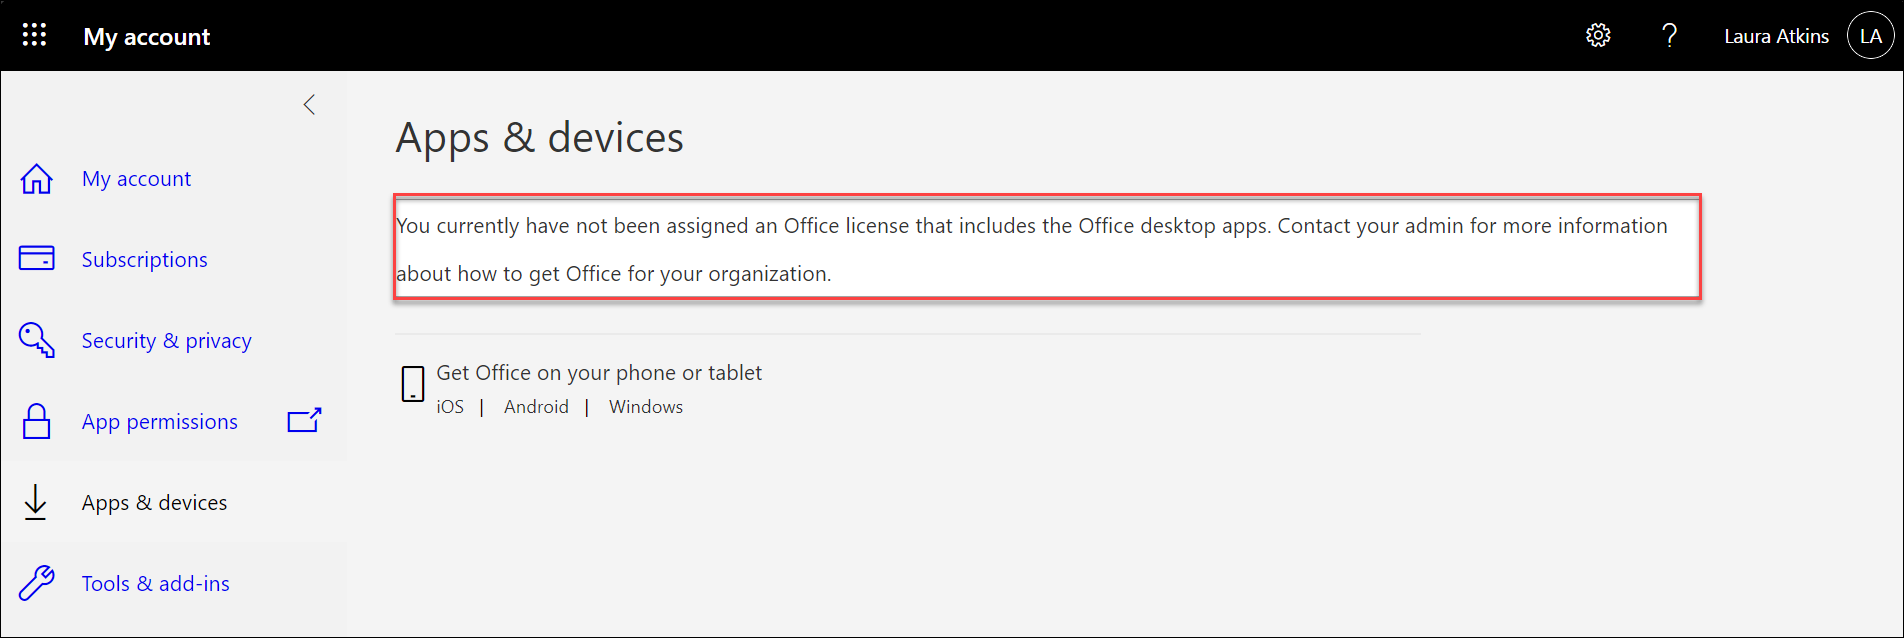 My account
?
Laura Atkins
LA
My account
Subscriptions
Security & privacy
App permissions
Apps & devices
Tools & add-ins
Apps & devices
You currently have not been assigned an Office license that includes the Office desktop apps. Contact your admin for more information
about how to get Office for your organization.
Get Office on your phone or tablet
iOS | Android | Windows